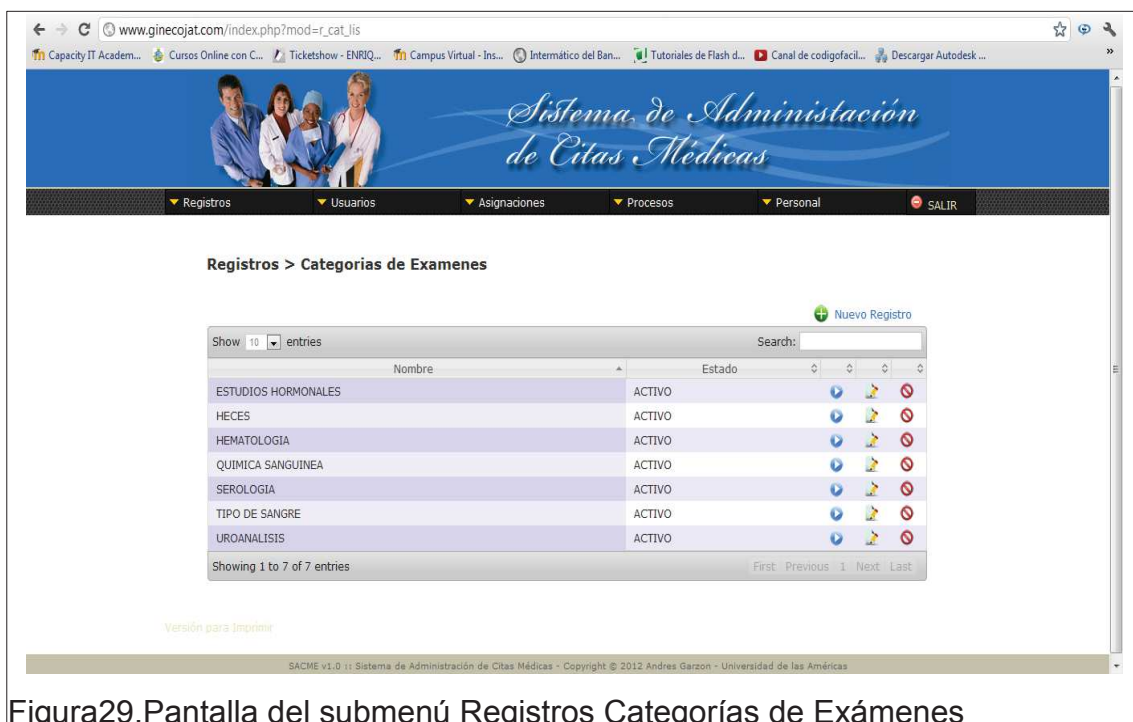 www.ginecojat.com/index.php?mod=r_cat_lis
Capacity IT Academ... Cursos Online con C... Ticketshow - ENRIQ... Campus Virtual - Ins... Intermático del Ban... Tutoriales de Flash d... Canal de codigofacil... Descargar Autodesk ... »
Sistema de Administación
de Citas Médicas
Registros Usuarios Asignaciones Procesos Personal SALIR
Registros > Categorias de Examenes
Nuevo Registro
Show 10 entries Search:
Nombre Estado
ESTUDIOS HORMONALES ACTIVO
HECES ACTIVO
HEMATOLOGIA ACTIVO
QUIMICA SANGUINEA ACTIVO
SEROLOGIA ACTIVO
TIPO DE SANGRE ACTIVO
UROANALISIS ACTIVO
Showing 1 to 7 of 7 entries First Previous 1 Next Last
Versión para Imprimir
SACME v1.0 :: Sistema de Administración de Citas Médicas - Copyright © 2012 Andres Garzon - Universidad de las Américas
Figura29.Pantalla del submenú Registros Categorías de Exámenes